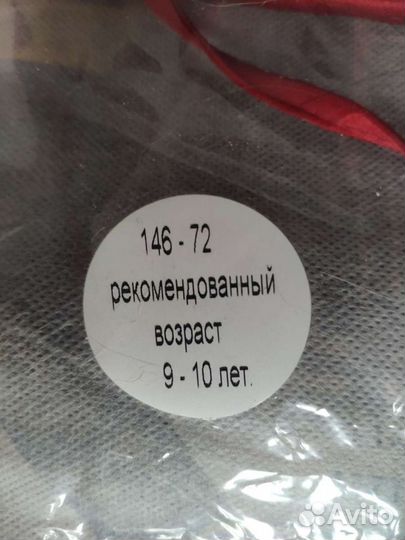 146 - 72
рекомендованный
возраст
9 - 10 лет.
Avito